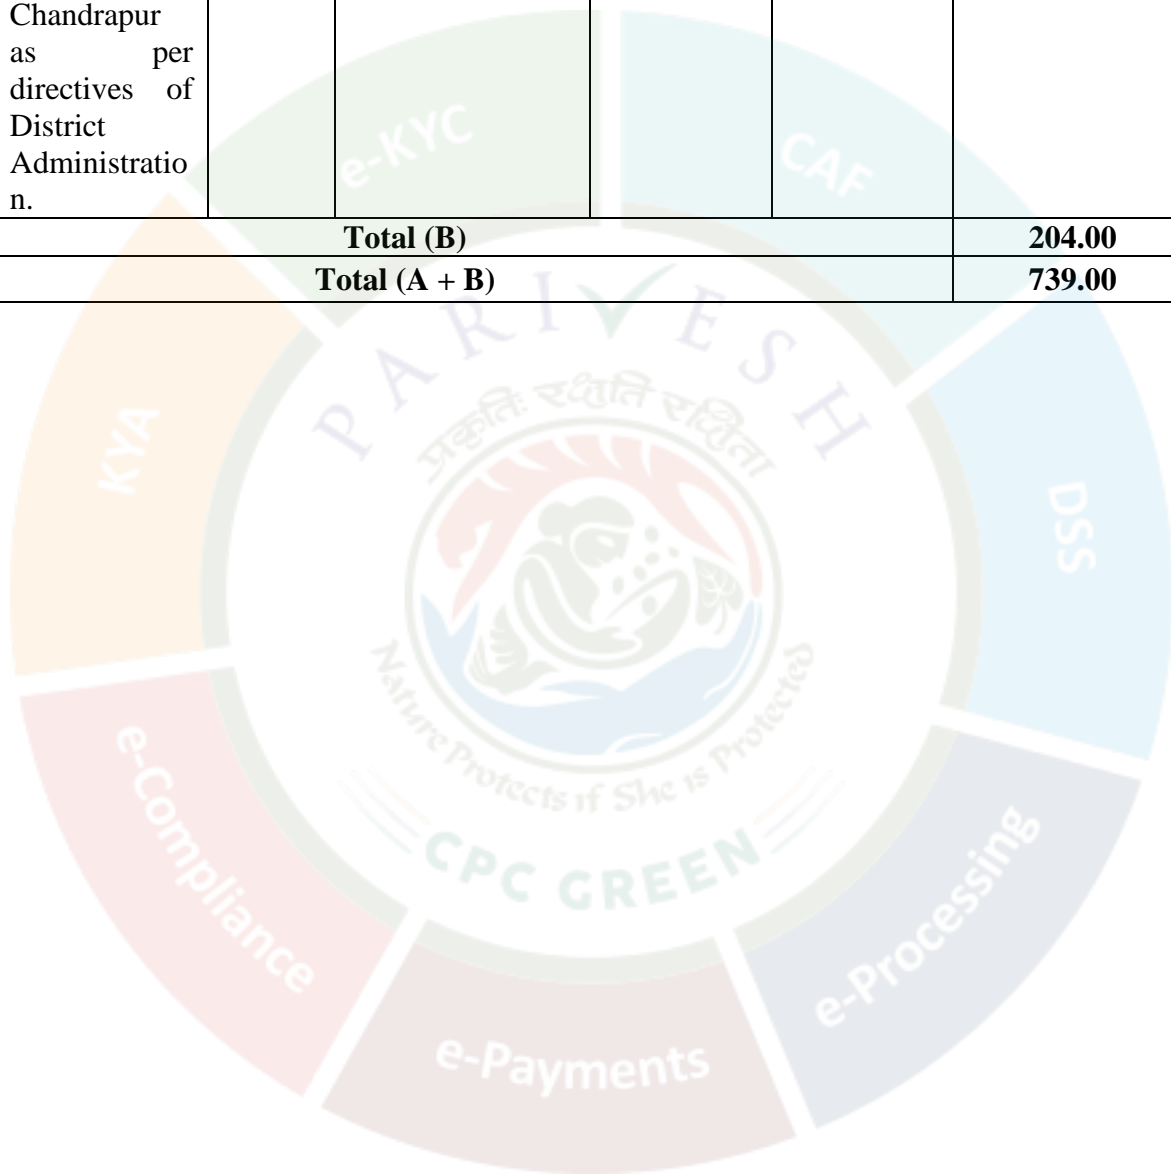 Chandrapur
as per
directives of
District
Administratio
n.
Total (B) 204.00
Total (A + B) 739.00
e-KYC
CAF
PARIVESH
प्रकृतिः रक्षति रक्षिता
KYA
DSS
Nature Protects if She is Protected
e-Compliance
CPC GREEN
e-Processing
e-Payments